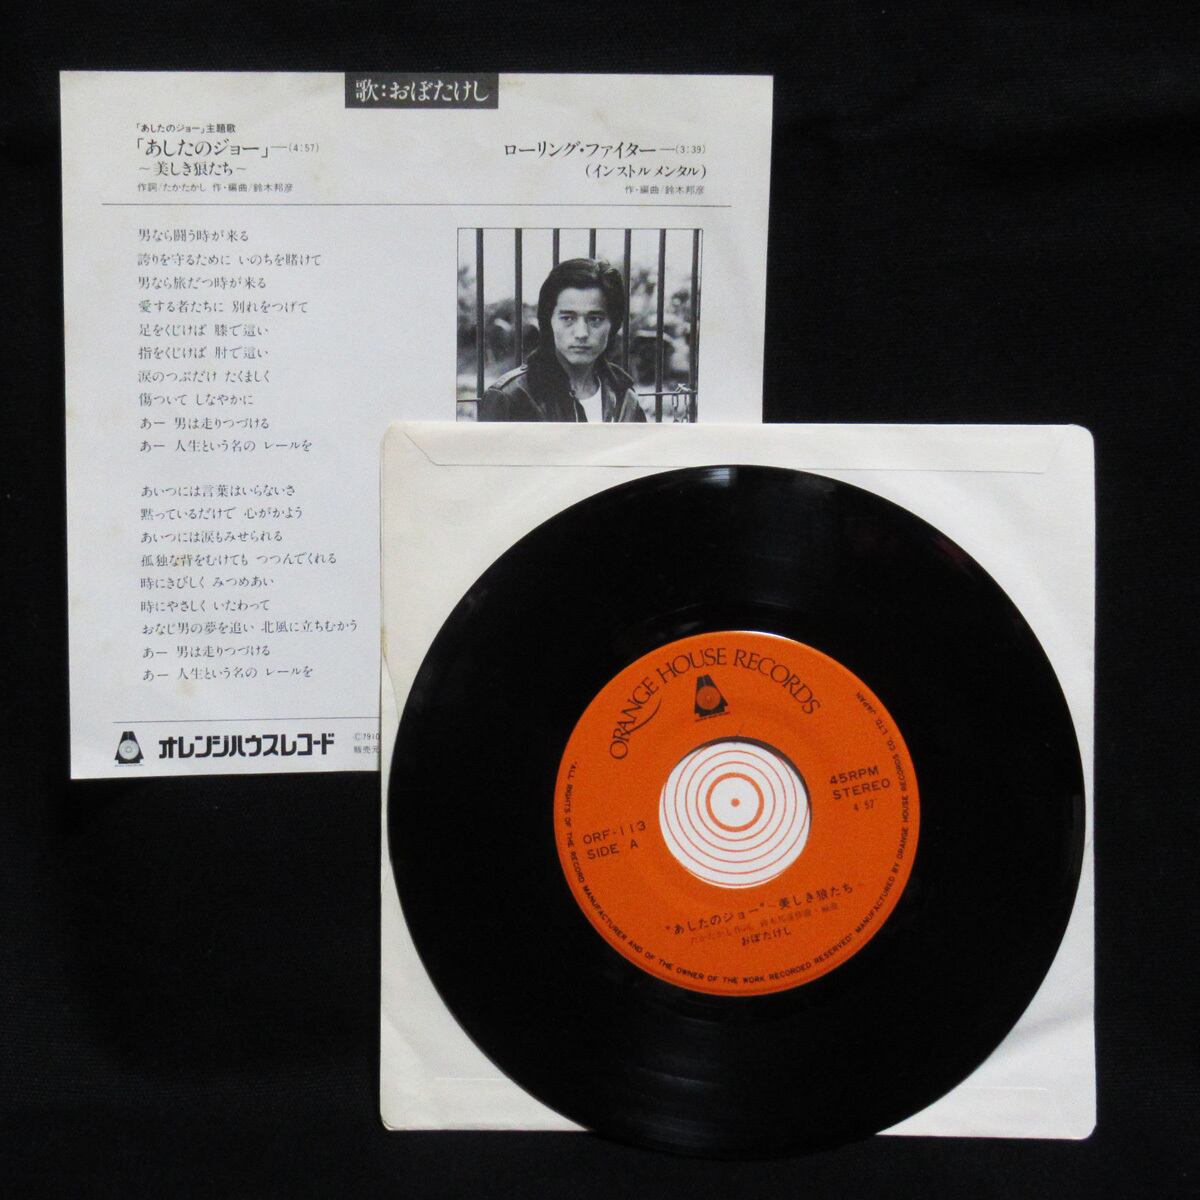 歌:おぼたけし
「あしたのジョー」主題歌
「あしたのジョー」―(4:57)
～美しき狼たち～
作詞/たかたかし 作・編曲/鈴木邦彦
ローリング・ファイター―(3:39)
(インストルメンタル)
作・編曲/鈴木邦彦
男なら闘う時が来る
誇りを守るために いのちを賭けて
男なら旅だつ時が来る
愛する者たちに 別れをつげて
足をくじけば 膝で這い
指をくじけば 肘で這い
涙のつぶだけ たくましく
傷ついて しなやかに
あー 男は走りつづける
あー 人生という名の レールを
あいつには言葉はいらないさ
黙っているだけで 心がかよう
あいつには涙もみせられる
孤独な背をむけても つつんでくれる
時にきびしく みつめあい
時にやさしく いたわって
おなじ男の夢を追い 北風に立ちむかう
あー 男は走りつづける
あー 人生という名の レールを
オレンジハウスレコード
Ⓒ7910
販売元
ORANGE HOUSE RECORDS
45RPM
STEREO
4 57"
ORF-113
SIDE A
"あしたのジョー"～美しき狼たち～
たかたかし作詞 鈴木邦彦作曲・編曲
おぼたけし
"ALL RIGHTS OF THE RECORD MANUFACTURER AND OF THE OWNER OF THE WORK RECORDED RESERVED" MANUFACTURED BY ORANGE HOUSE RECORDS CO LTD. JAPAN